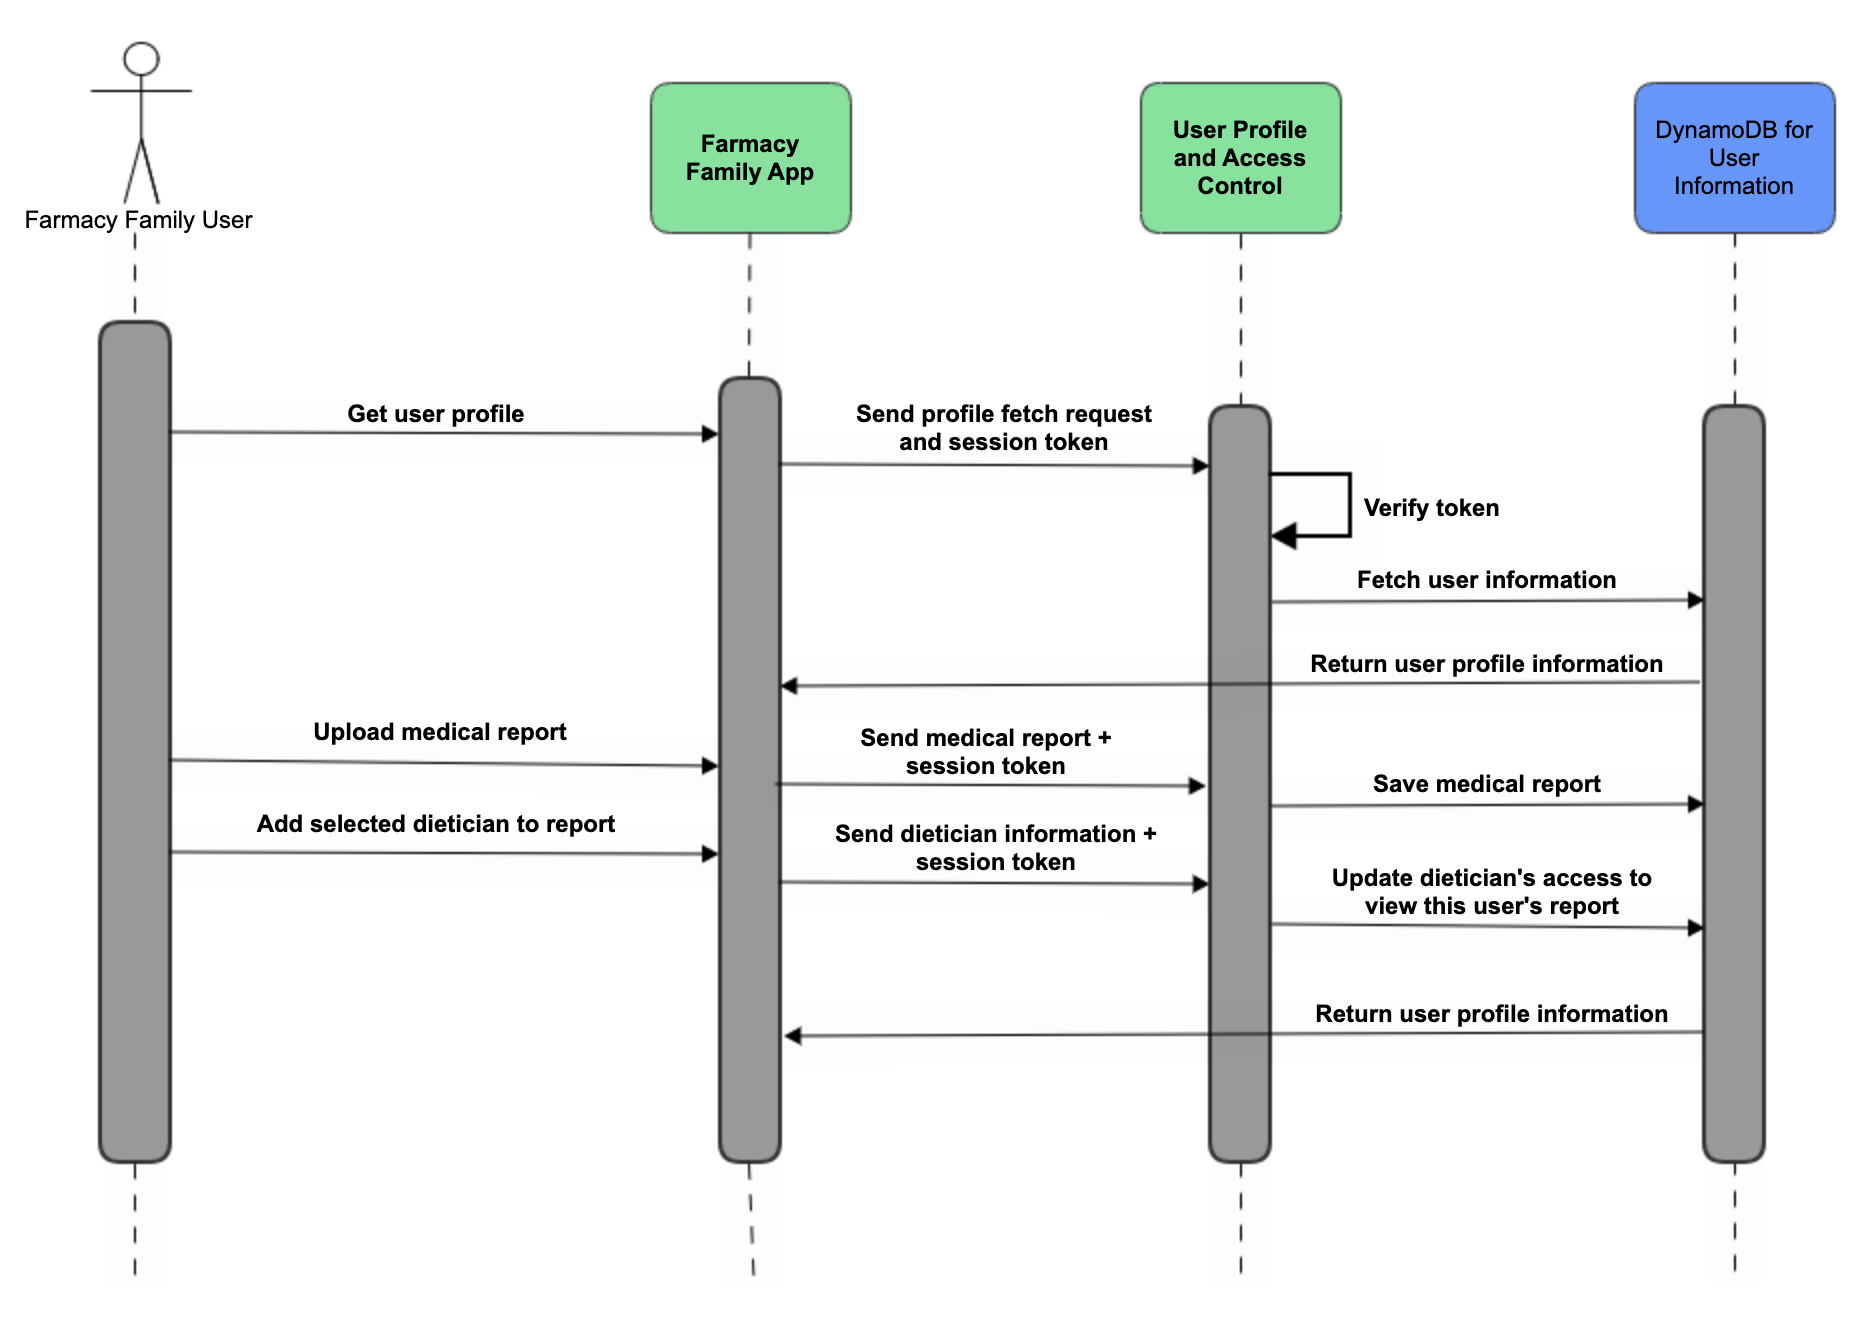 Farmacy Family User
Farmacy
Family App
User Profile
and Access
Control
DynamoDB for
User
Information
Get user profile
Send profile fetch request
and session token
Verify token
Fetch user information
Return user profile information
Upload medical report
Send medical report +
session token
Save medical report
Add selected dietician to report
Send dietician information +
session token
Update dietician's access to
view this user's report
Return user profile information